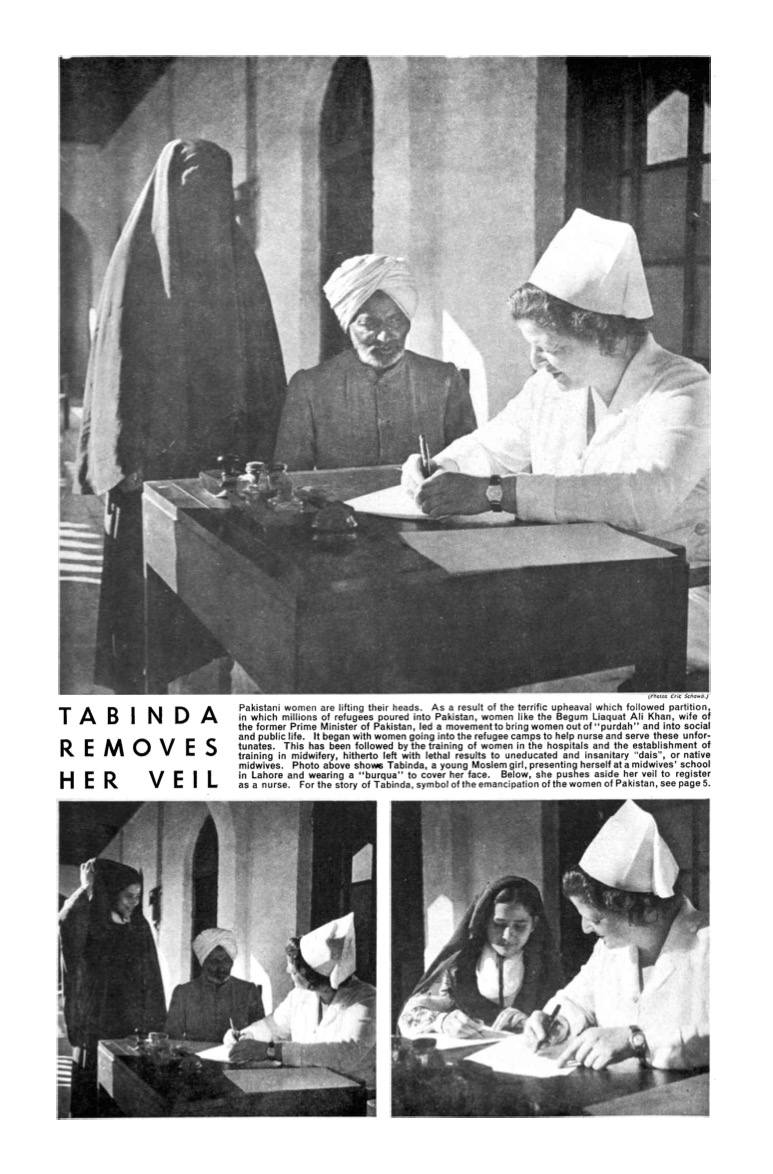 (Photos Eric Schwab.)
TABINDA
REMOVES
HER VEIL
Pakistani women are lifting their heads. As a result of the terrific upheaval which followed partition,
in which millions of refugees poured into Pakistan, women like the Begum Liaquat Ali Khan, wife of
the former Prime Minister of Pakistan, led a movement to bring women out of "purdah" and into social
and public life. It began with women going into the refugee camps to help nurse and serve these unfor-
tunates. This has been followed by the training of women in the hospitals and the establishment of
training in midwifery, hitherto left with lethal results to uneducated and insanitary "dais", or native
midwives. Photo above shows Tabinda, a young Moslem girl, presenting herself at a midwives' school
in Lahore and wearing a "burqua" to cover her face. Below, she pushes aside her veil to register
as a nurse. For the story of Tabinda, symbol of the emancipation of the women of Pakistan, see page 5.